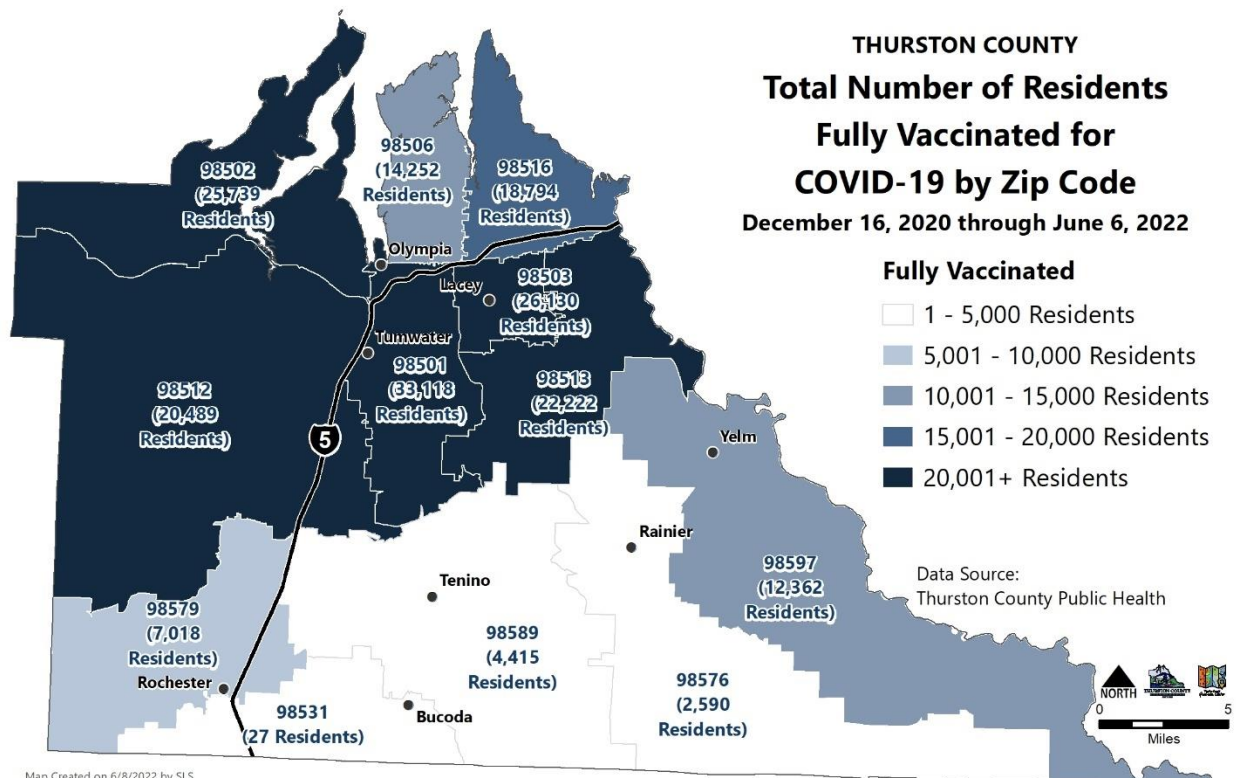 THURSTON COUNTY
Total Number of Residents
Fully Vaccinated for
COVID-19 by Zip Code
December 16, 2020 through June 6, 2022
Fully Vaccinated
1 - 5,000 Residents
5,001 - 10,000 Residents
10,001 - 15,000 Residents
15,001 - 20,000 Residents
20,001+ Residents
98502
(25,739
Residents)
98506
(14,252
Residents)
98516
(18,794
Residents)
Olympia
98503
(26,130
Residents)
Lacey
Tumwater
98501
(33,118
Residents)
98512
(20,489
Residents)
98513
(22,222
Residents)
5
Yelm
Rainier
98597
(12,362
Residents)
Tenino
98579
(7,018
Residents)
Rochester
98589
(4,415
Residents)
98576
(2,590
Residents)
98531
(27 Residents)
Bucoda
Data Source:
Thurston County Public Health
NORTH
THURSTON COUNTY
0 5
Miles
Map Created on 6/8/2022 by SLS